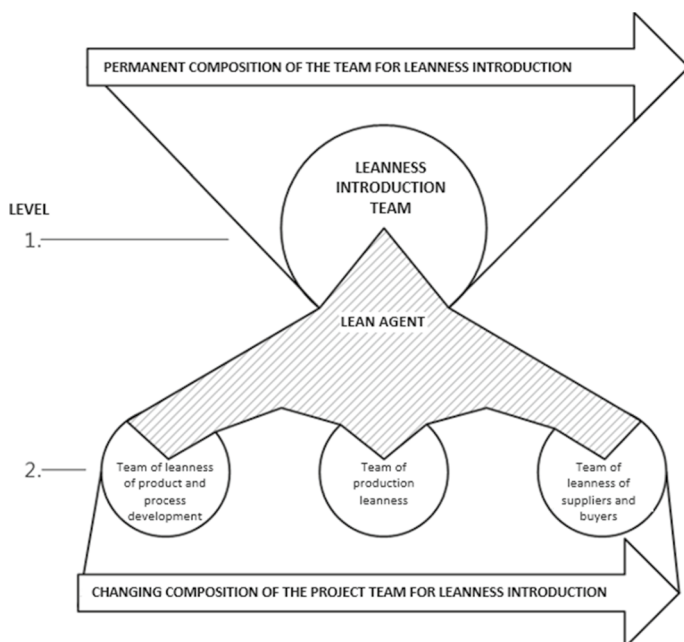 PERMANENT COMPOSITION OF THE TEAM FOR LEANNESS INTRODUCTION
LEANNESS
INTRODUCTION
TEAM
LEVEL
1.
LEAN AGENT
2.
Team of leanness
of product and
process
development
Team of
production
leanness
Team of
leanness of
suppliers and
buyers
CHANGING COMPOSITION OF THE PROJECT TEAM FOR LEANNESS INTRODUCTION